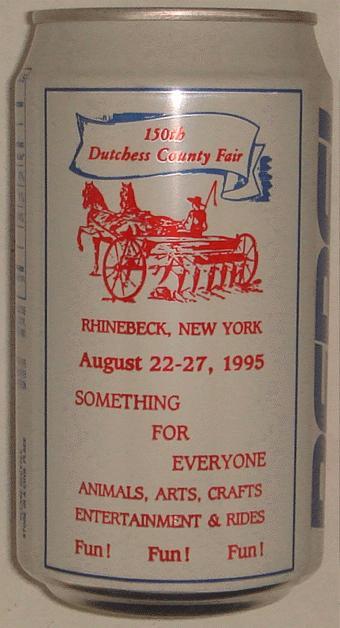 150th
Dutchess County Fair
RHINEBECK, NEW YORK
August 22-27, 1995
SOMETHING
FOR
EVERYONE
ANIMALS, ARTS, CRAFTS
ENTERTAINMENT & RIDES
Fun! Fun! Fun!
PEPSI